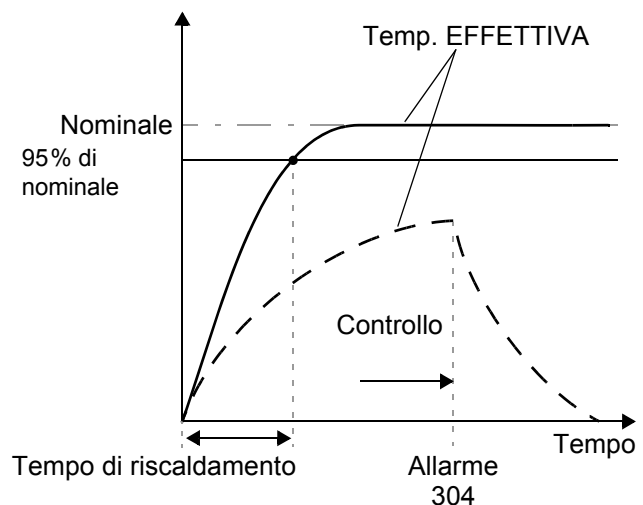 Temp. EFFETTIVA
Nominale
95% di
nominale
Controllo
Tempo
Tempo di riscaldamento
Allarme
304